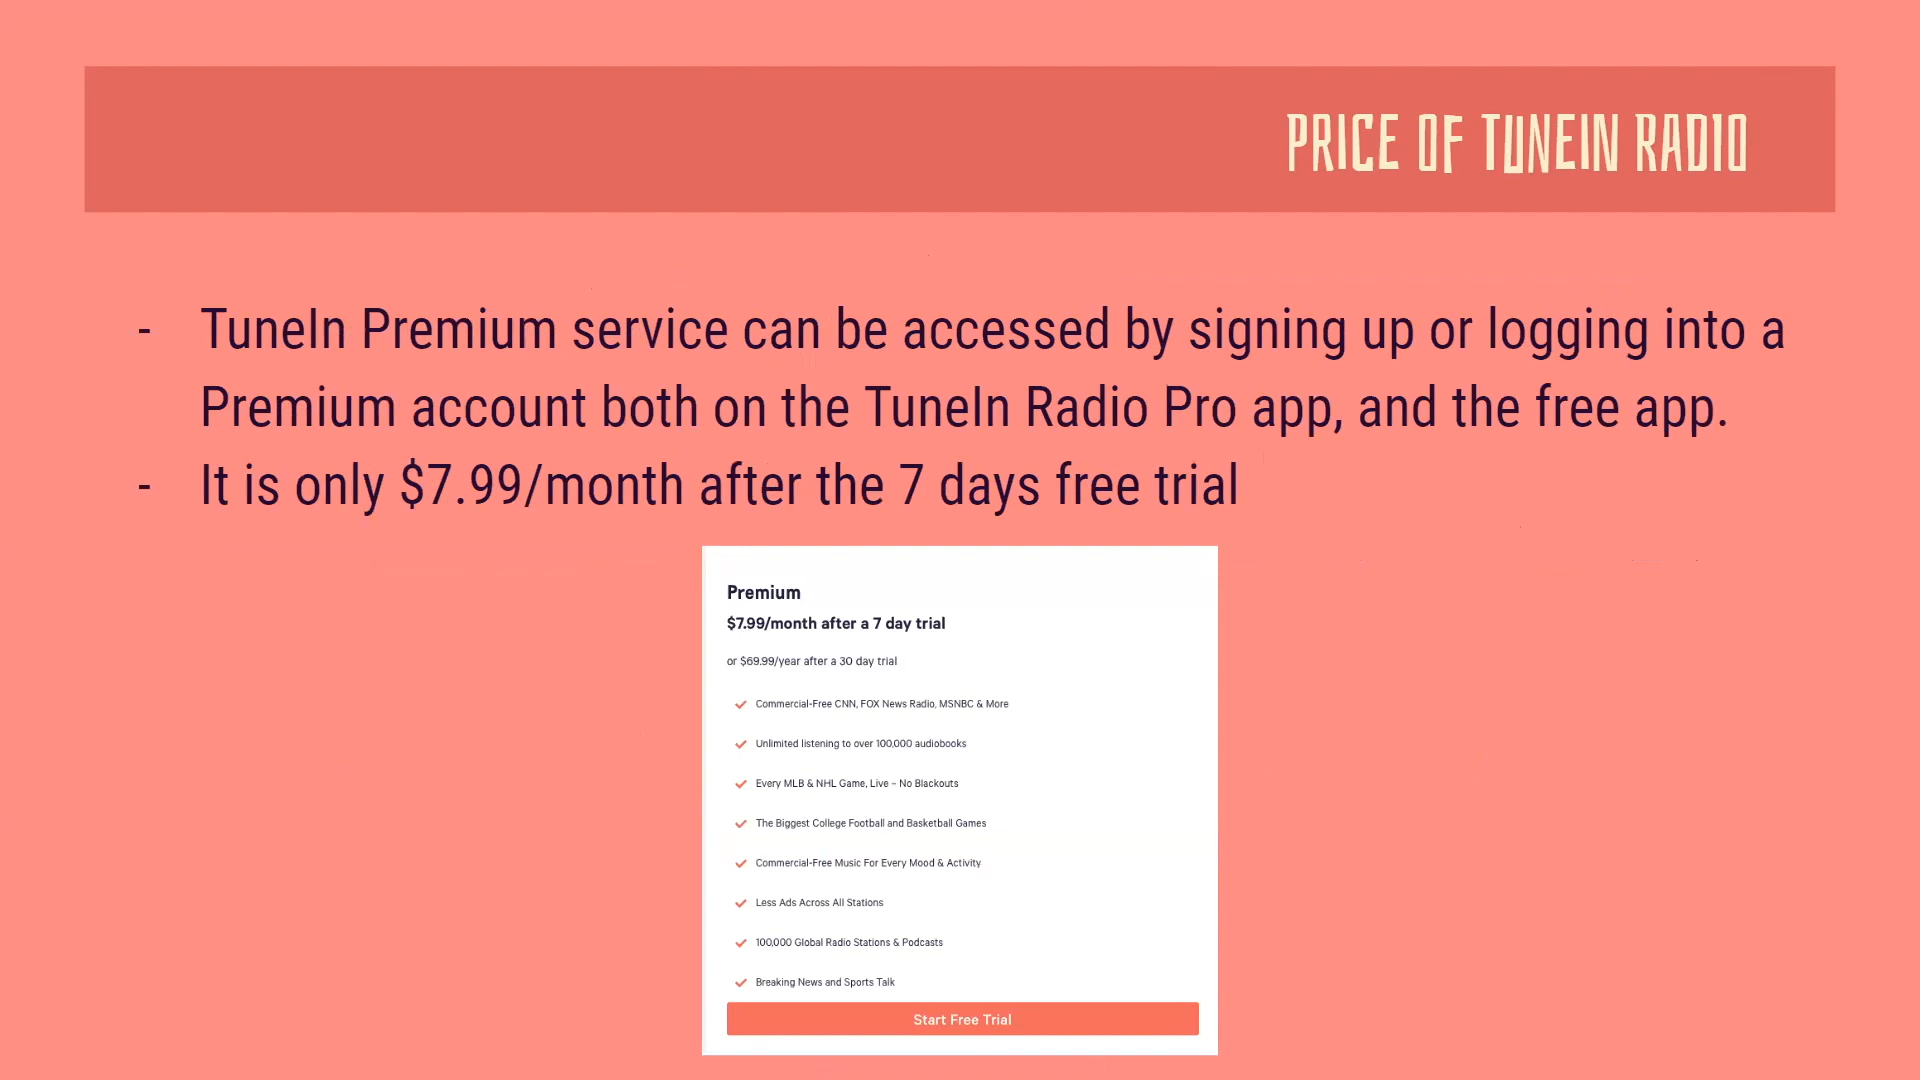 PRICE OF TUNEIN RADIO
- TuneIn Premium service can be accessed by signing up or logging into a
Premium account both on the TuneIn Radio Pro app, and the free app.
- It is only $7.99/month after the 7 days free trial
Premium
$7.99/month after a 7 day trial
or $69.99/year after a 30 day trial
Commercial-Free CNN, FOX News Radio, MSNBC & More
Unlimited listening to over 100,000 audiobooks
Every MLB & NHL Game, Live – No Blackouts
The Biggest College Football and Basketball Games
Commercial-Free Music For Every Mood & Activity
Less Ads Across All Stations
100,000 Global Radio Stations & Podcasts
Breaking News and Sports Talk
Start Free Trial